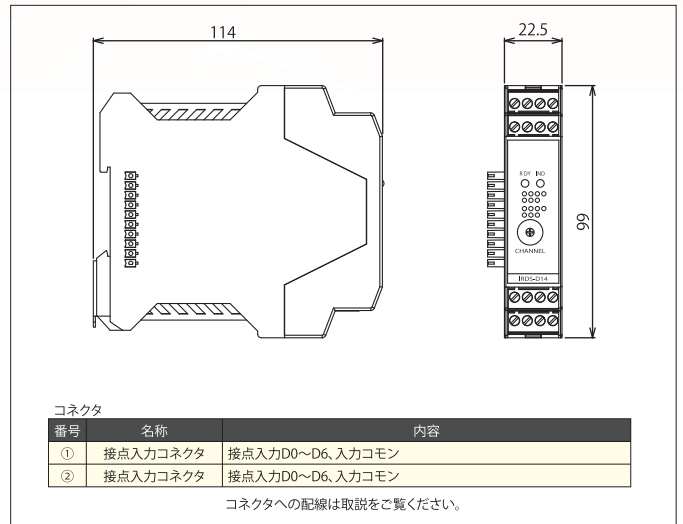 114
22.5
RDY IND
CHANNEL
IRDS-D14
99
コネクタ
番号 名称 内容
① 接点入力コネクタ 接点入力D0～D6、入力コモン
② 接点入力コネクタ 接点入力D0～D6、入力コモン
コネクタへの配線は取説をご覧ください。